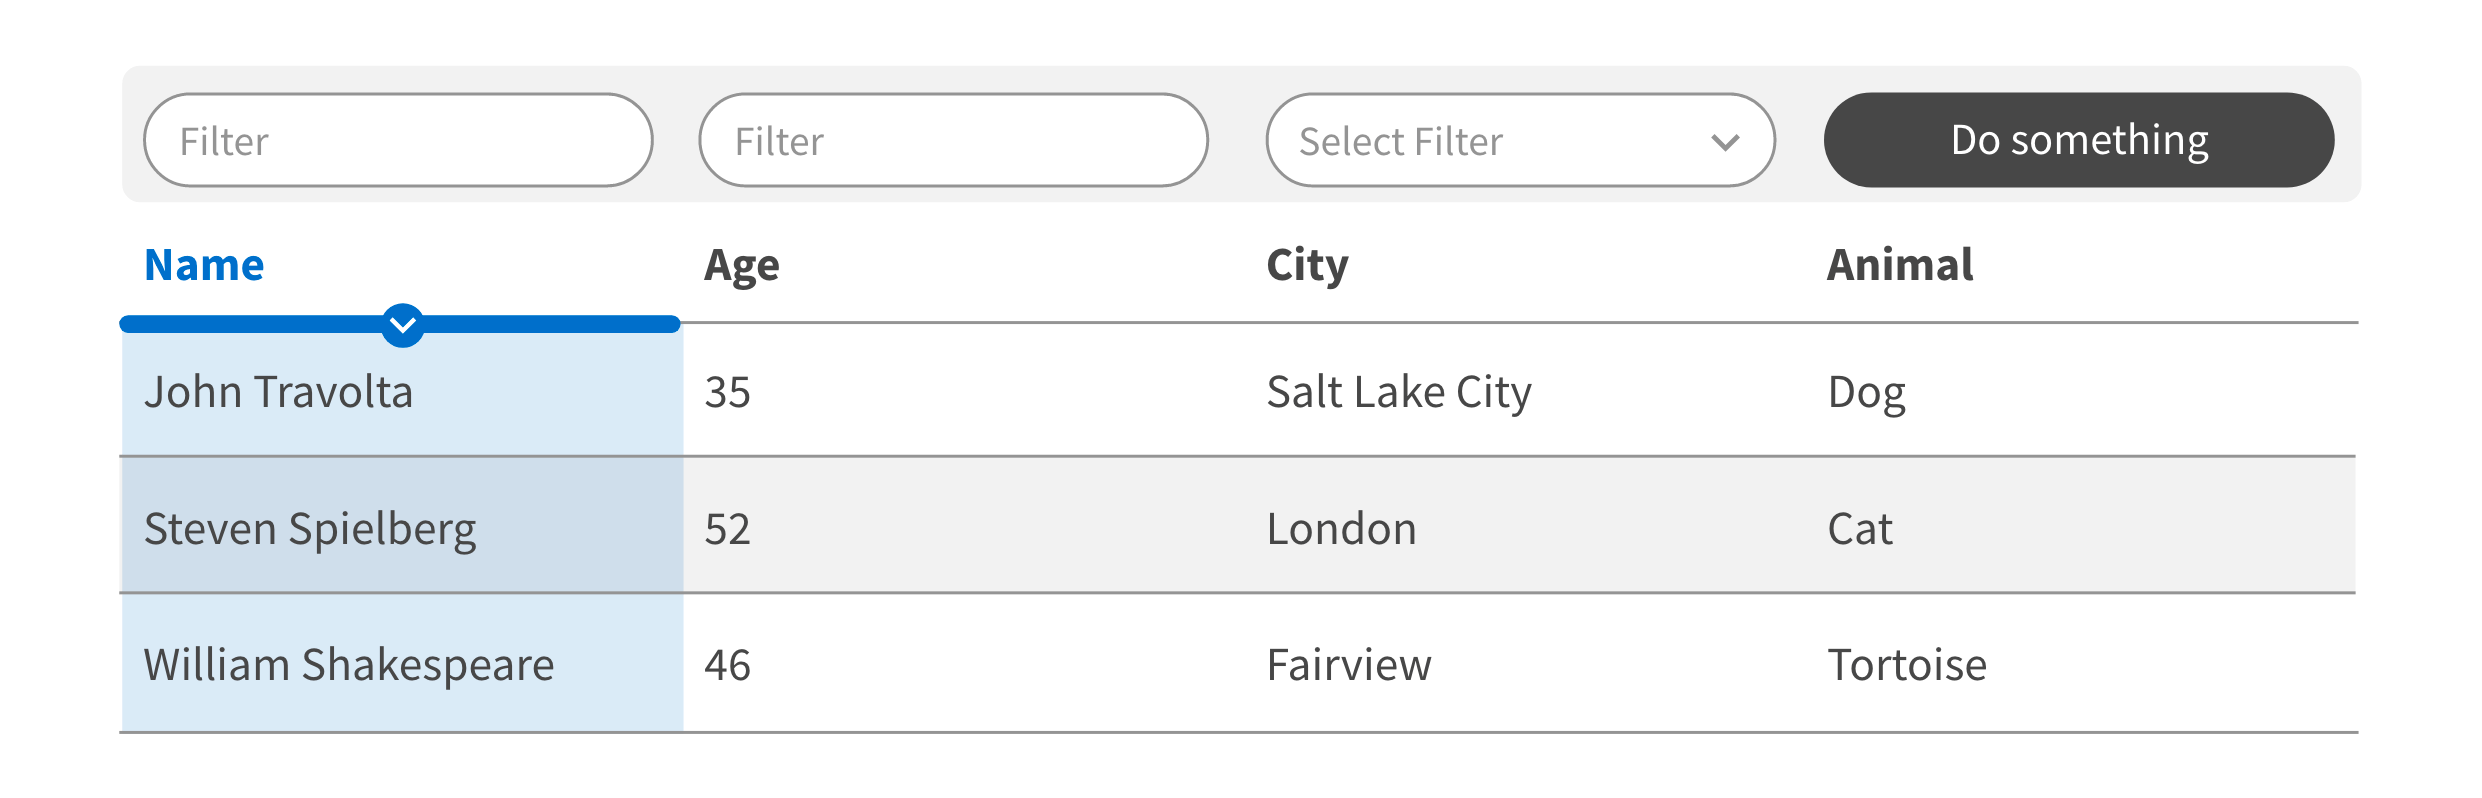 Filter Filter Select Filter Do something
Name Age City Animal
John Travolta 35 Salt Lake City Dog
Steven Spielberg 52 London Cat
William Shakespeare 46 Fairview Tortoise